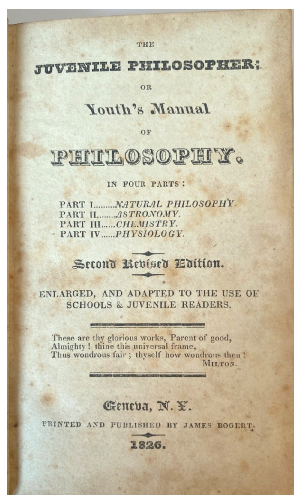 THE
JUVENILE PHILOSOPHER;
OR
Youth's Manual
OF
PHILOSOPHY.
IN FOUR PARTS:
PART I.........NATURAL PHILOSOPHY.
PART II........ASTRONOMY.
PART III......CHEMISTRY.
PART IV......PHYSIOLOGY.
Second Revised Edition.
ENLARGED, AND ADAPTED TO THE USE OF
SCHOOLS & JUVENILE READERS.
These are thy glorious works, Parent of good,
Almighty! thine this universal frame,
Thus wondrous fair; thyself how wondrous then!
MILTON.
Geneva, N. Y.
PRINTED AND PUBLISHED BY JAMES BOGERT.
1826.